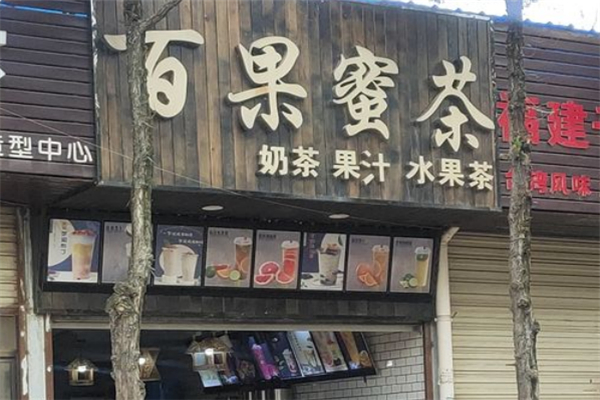 百果蜜茶
奶茶 果汁 水果茶
造型中心
福建
台湾风味